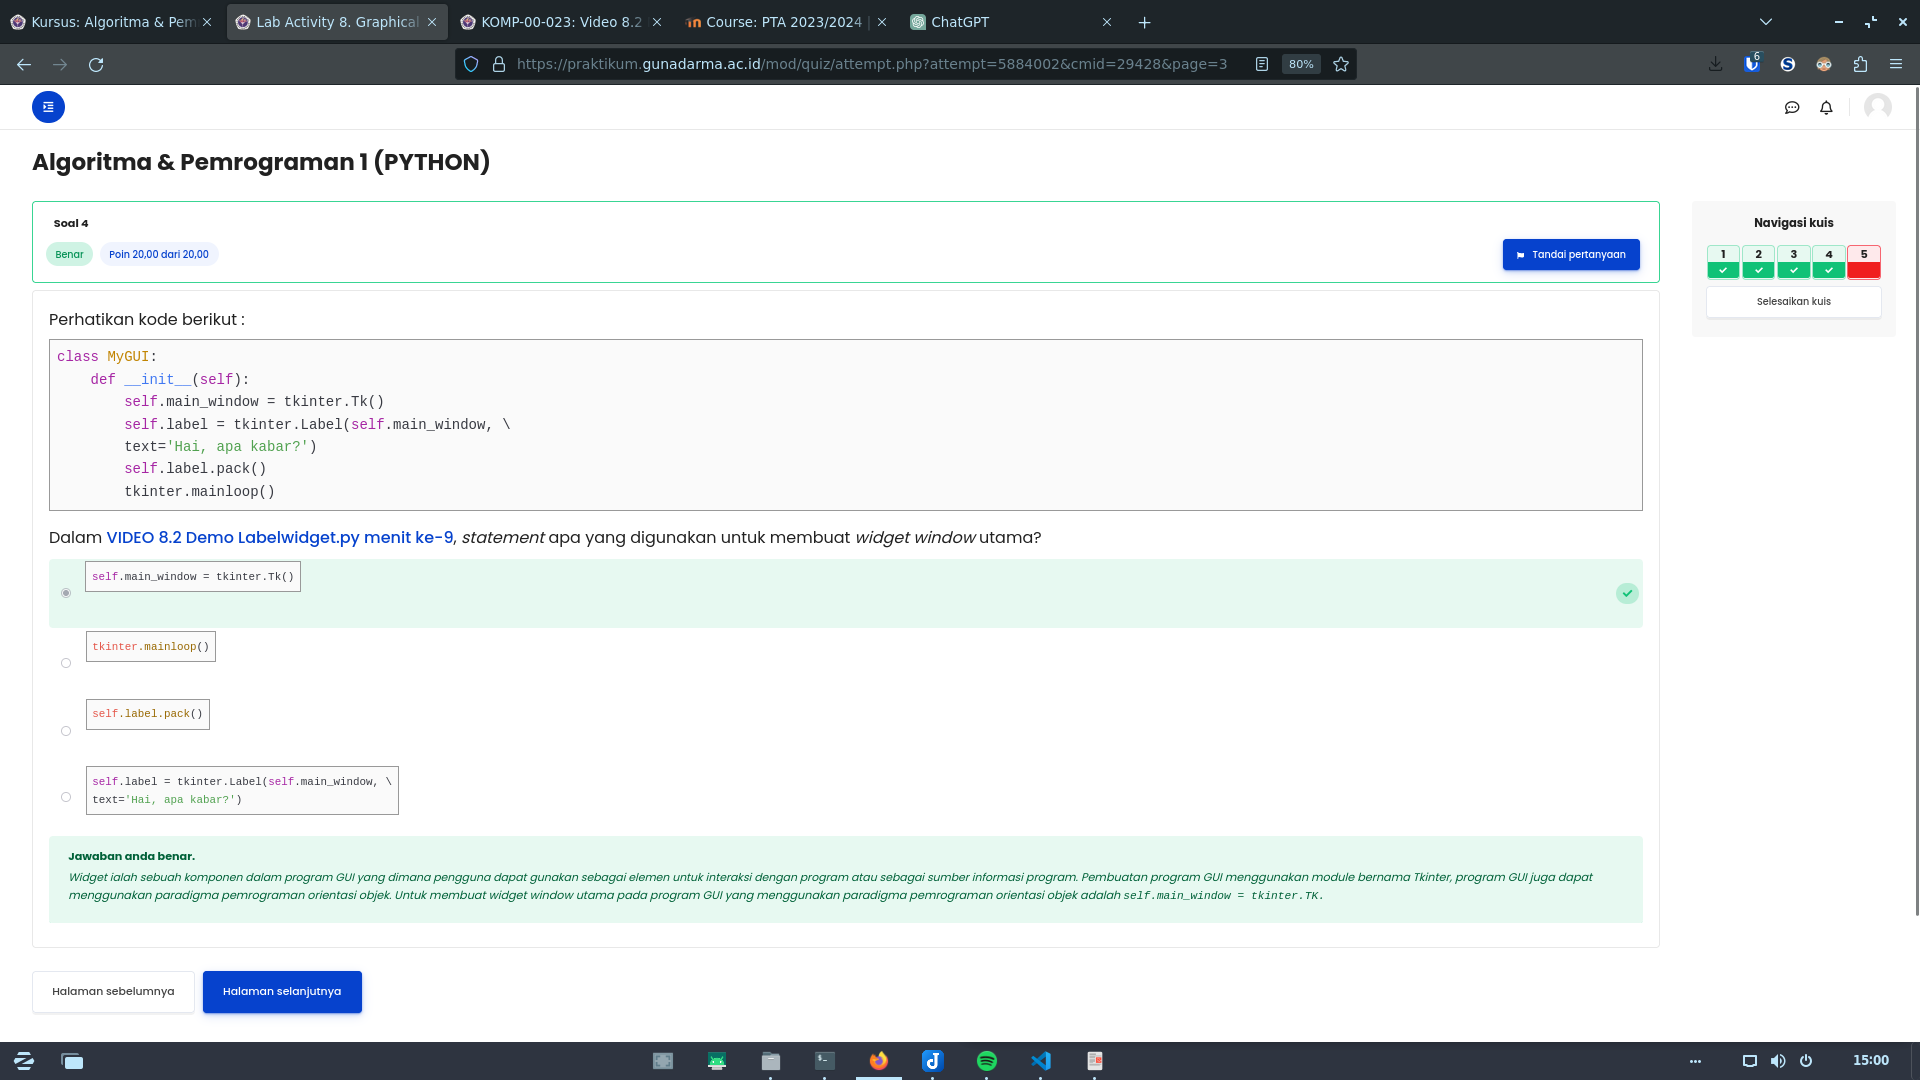 Kursus: Algoritma & Pem
Lab Activity 8. Graphical
KOMP-00-023: Video 8.2
Course: PTA 2023/2024 |
ChatGPT
https://praktikum.gunadarma.ac.id/mod/quiz/attempt.php?attempt=5884002&cmid=29428&page=3
80%
6
Algoritma & Pemrograman 1 (PYTHON)
Soal 4
Benar
Poin 20,00 dari 20,00
Tandai pertanyaan
Navigasi kuis
1 2 3 4 5
Selesaikan kuis
Perhatikan kode berikut :
class MyGUI:
    def __init__(self):
        self.main_window = tkinter.Tk()
        self.label = tkinter.Label(self.main_window, \
        text='Hai, apa kabar?')
        self.label.pack()
        tkinter.mainloop()
Dalam VIDEO 8.2 Demo Labelwidget.py menit ke-9, statement apa yang digunakan untuk membuat widget window utama?
self.main_window = tkinter.Tk()
tkinter.mainloop()
self.label.pack()
self.label = tkinter.Label(self.main_window, \
text='Hai, apa kabar?')
Jawaban anda benar.
Widget ialah sebuah komponen dalam program GUI yang dimana pengguna dapat gunakan sebagai elemen untuk interaksi dengan program atau sebagai sumber informasi program. Pembuatan program GUI menggunakan module bernama Tkinter, program GUI juga dapat
menggunakan paradigma pemrograman orientasi objek. Untuk membuat widget window utama pada program GUI yang menggunakan paradigma pemrograman orientasi objek adalah self.main_window = tkinter.TK.
Halaman sebelumnya
Halaman selanjutnya
15:00